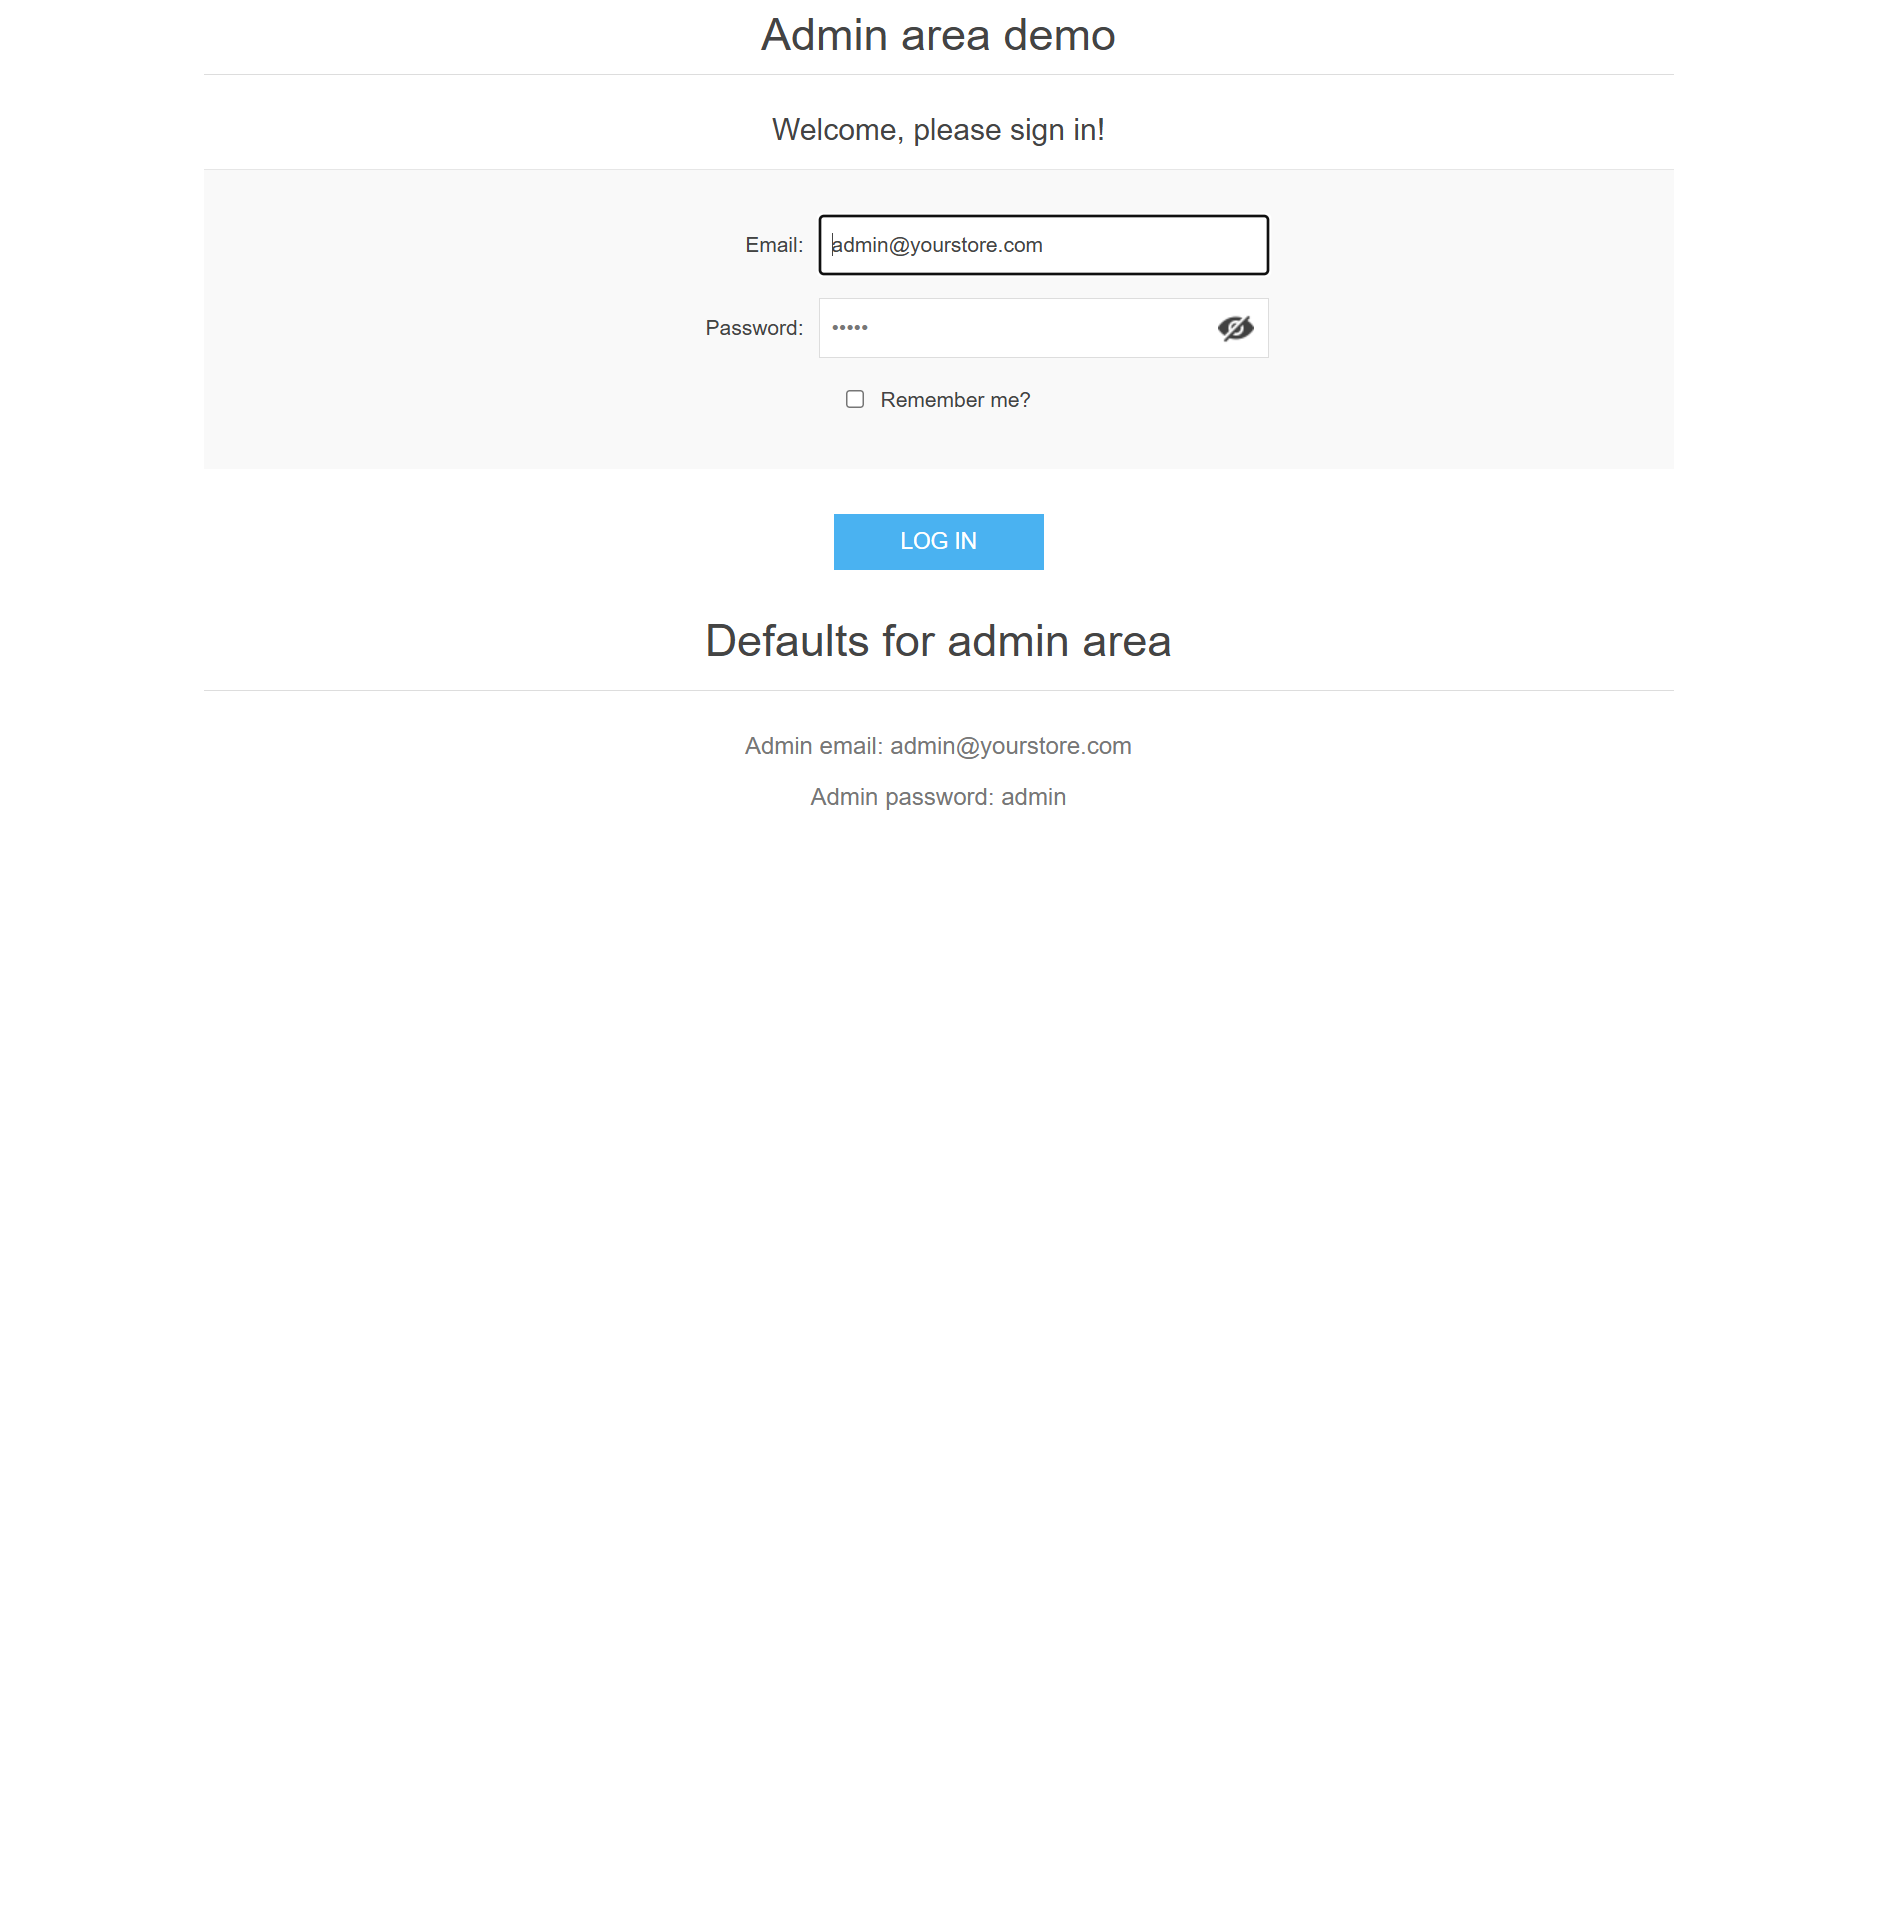 Admin area demo
Welcome, please sign in!
Email: admin@yourstore.com
Password: •••••
Remember me?
LOG IN
Defaults for admin area
Admin email: admin@yourstore.com
Admin password: admin